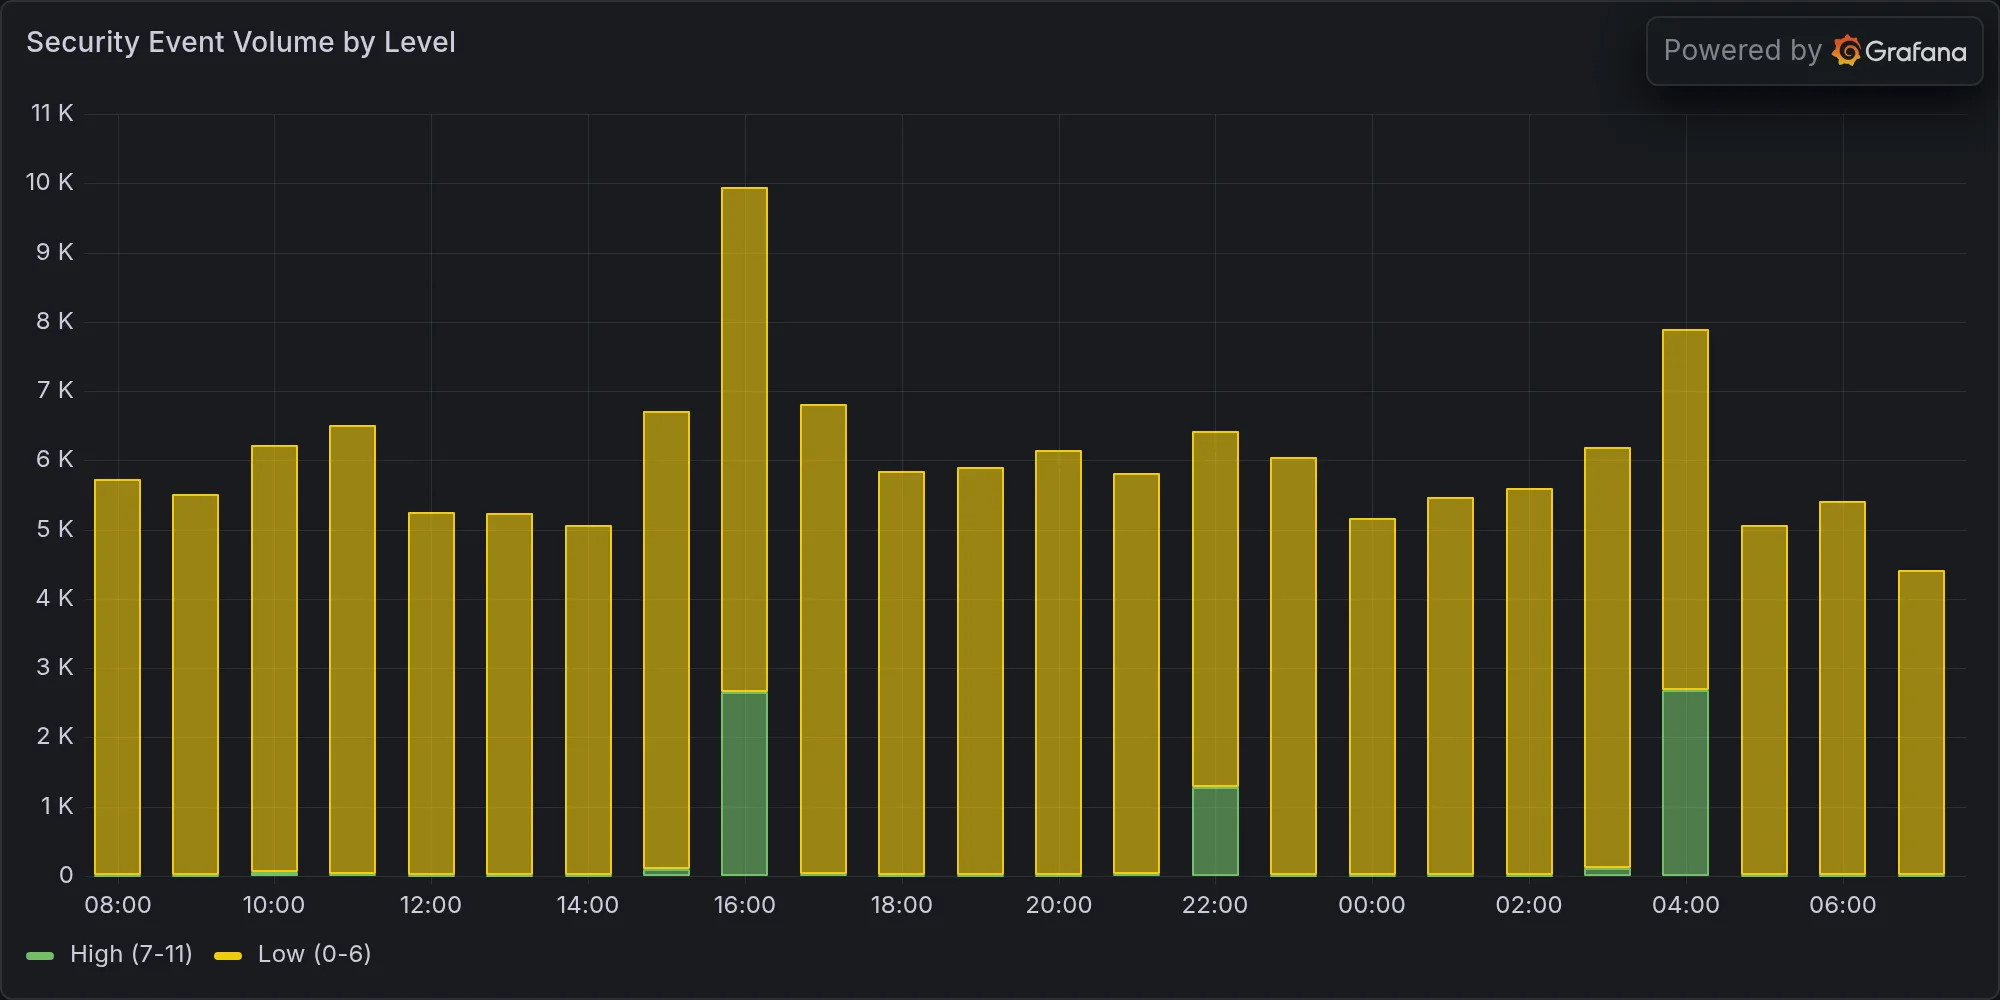 Security Event Volume by Level
Powered by Grafana
11 K
10 K
9 K
8 K
7 K
6 K
5 K
4 K
3 K
2 K
1 K
0
08:00 10:00 12:00 14:00 16:00 18:00 20:00 22:00 00:00 02:00 04:00 06:00
High (7-11) Low (0-6)